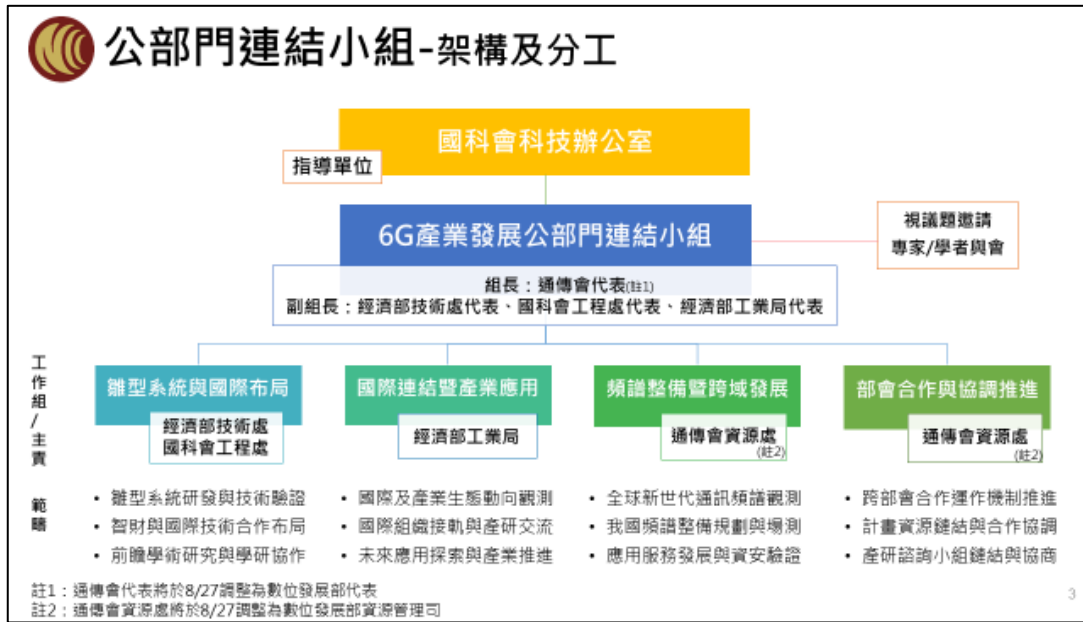 公部門連結小組-架構及分工
國科會科技辦公室
指導單位
6G產業發展公部門連結小組
視議題邀請
專家/學者與會
組長：通傳會代表(註1)
副組長：經濟部技術處代表、國科會工程處代表、經濟部工業局代表
工作組/主責
雛型系統與國際布局
經濟部技術處
國科會工程處
國際連結暨產業應用
經濟部工業局
頻譜整備暨跨域發展
通傳會資源處
(註2)
部會合作與協調推進
通傳會資源處
(註2)
範疇
• 雛型系統研發與技術驗證
• 智財與國際技術合作布局
• 前瞻學術研究與學研協作
• 國際及產業生態動向觀測
• 國際組織接軌與產研交流
• 未來應用探索與產業推進
• 全球新世代通訊頻譜觀測
• 我國頻譜整備規劃與場測
• 應用服務發展與資安驗證
• 跨部會合作運作機制推進
• 計畫資源鏈結與合作協調
• 產研諮詢小組鏈結與協商
註1：通傳會代表將於8/27調整為數位發展部代表
註2：通傳會資源處將於8/27調整為數位發展部資源管理司
3